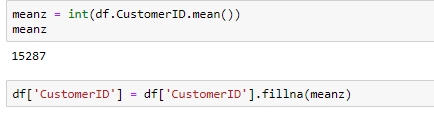 meanz = int(df.CustomerID.mean())
meanz
15287
df['CustomerID'] = df['CustomerID'].fillna(meanz)